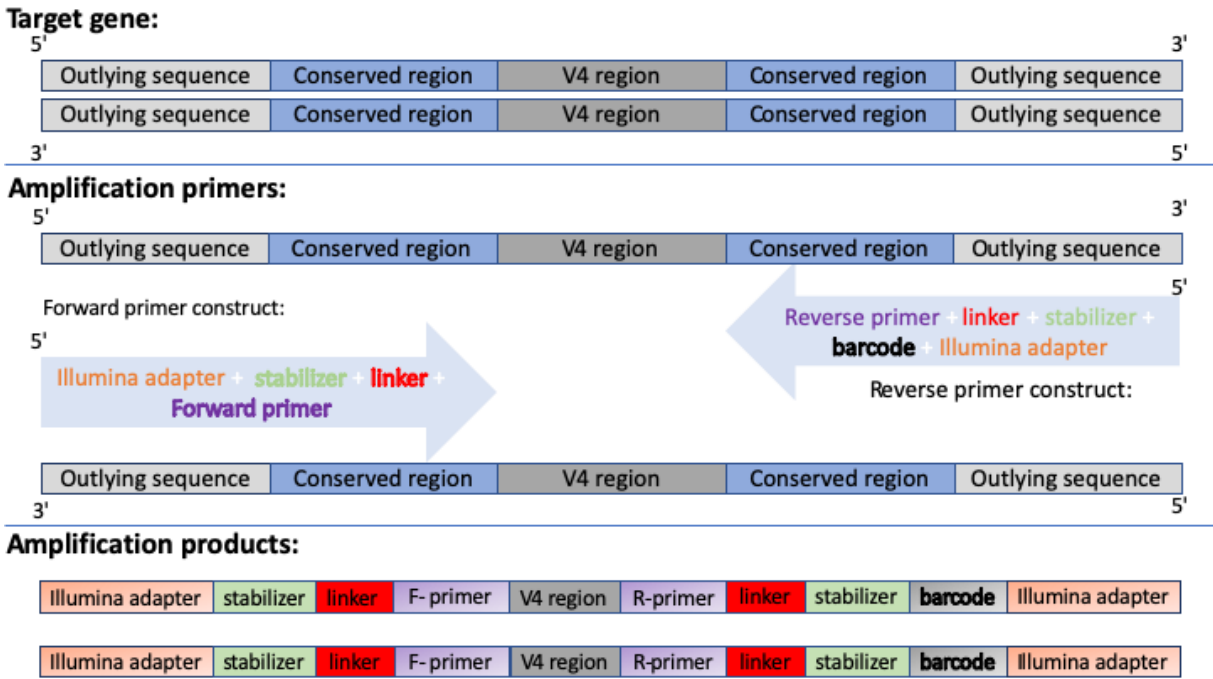 Target gene:
5' 3'
Outlying sequence Conserved region V4 region Conserved region Outlying sequence
Outlying sequence Conserved region V4 region Conserved region Outlying sequence
3' 5'
Amplification primers:
5' 3'
Outlying sequence Conserved region V4 region Conserved region Outlying sequence
5'
Forward primer construct:
Reverse primer + linker + stabilizer +
barcode + Illumina adapter
Reverse primer construct:
5'
Illumina adapter + stabilizer + linker +
Forward primer
Outlying sequence Conserved region V4 region Conserved region Outlying sequence
3' 5'
Amplification products:
Illumina adapter stabilizer linker F- primer V4 region R-primer linker stabilizer barcode Illumina adapter
Illumina adapter stabilizer linker F- primer V4 region R-primer linker stabilizer barcode Illumina adapter